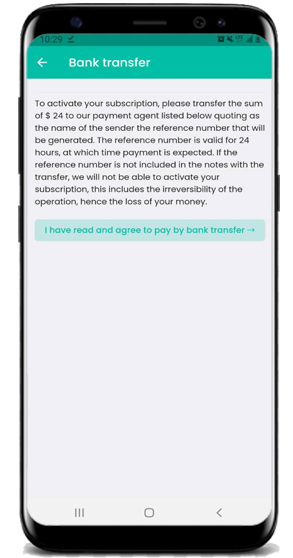 10:29
Bank transfer
To activate your subscription, please transfer the sum
of $ 24 to our payment agent listed below quoting as
the name of the sender the reference number that will
be generated. The reference number is valid for 24
hours, at which time payment is expected. If the
reference number is not included in the notes with the
transfer, we will not be able to activate your
subscription, this includes the irreversibility of the
operation, hence the loss of your money.
I have read and agree to pay by bank transfer →